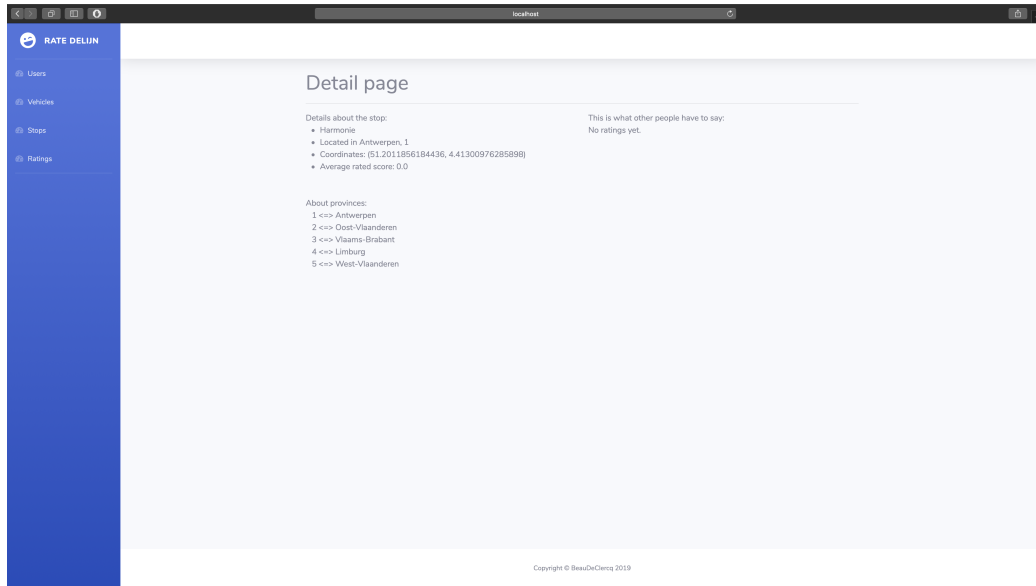 localhost
RATE DELIJN
Users
Vehicles
Stops
Ratings
Detail page
Details about the stop:
Harmonie
Located in Antwerpen, 1
Coordinates: (51.2011856184436, 4.41300976285898)
Average rated score: 0.0
This is what other people have to say:
No ratings yet.
About provinces:
1 <=> Antwerpen
2 <=> Oost-Vlaanderen
3 <=> Vlaams-Brabant
4 <=> Limburg
5 <=> West-Vlaanderen
Copyright © BeauDeClercq 2019